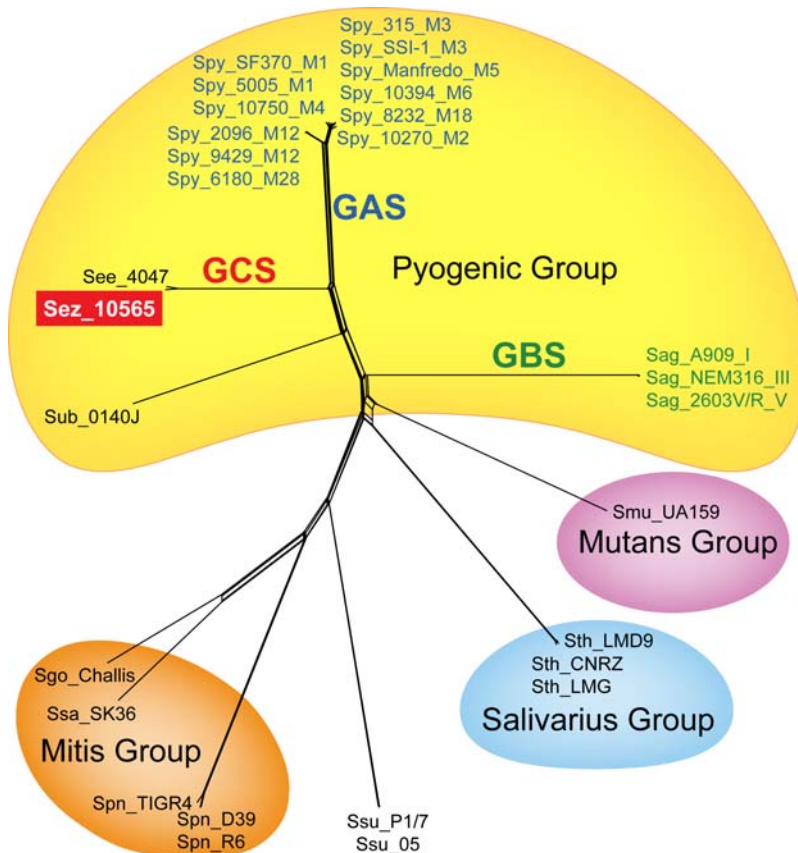 Spy_315_M3
Spy_SSI-1_M3
Spy_Manfredo_M5
Spy_10394_M6
Spy_8232_M18
Spy_10270_M2
Spy_SF370_M1
Spy_5005_M1
Spy_10750_M4
Spy_2096_M12
Spy_9429_M12
Spy_6180_M28
GAS
See_4047
GCS
Pyogenic Group
Sez_10565
GBS
Sag_A909_I
Sag_NEM316_III
Sag_2603V/R_V
Sub_0140J
Smu_UA159
Mutans Group
Sth_LMD9
Sth_CNRZ
Sth_LMG
Salivarius Group
Sgo_Challis
Ssa_SK36
Mitis Group
Spn_TIGR4
Spn_D39
Spn_R6
Ssu_P1/7
Ssu_05